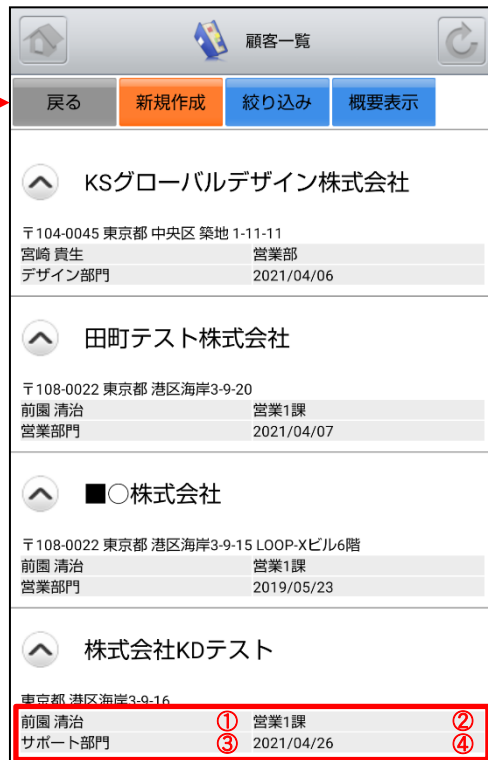 顧客一覧
戻る 新規作成 絞り込み 概要表示
KSグローバルデザイン株式会社
〒104-0045 東京都 中央区 築地 1-11-11
宮崎 貴生 営業部
デザイン部門 2021/04/06
田町テスト株式会社
〒108-0022 東京都 港区海岸3-9-20
前園 清治 営業1課
営業部門 2021/04/07
■○株式会社
〒108-0022 東京都 港区海岸3-9-15 LOOP-Xビル6階
前園 清治 営業1課
営業部門 2019/05/23
株式会社KDテスト
東京都 港区海岸3-9-16
前園 清治 ① 営業1課 ②
サポート部門 ③ 2021/04/26 ④